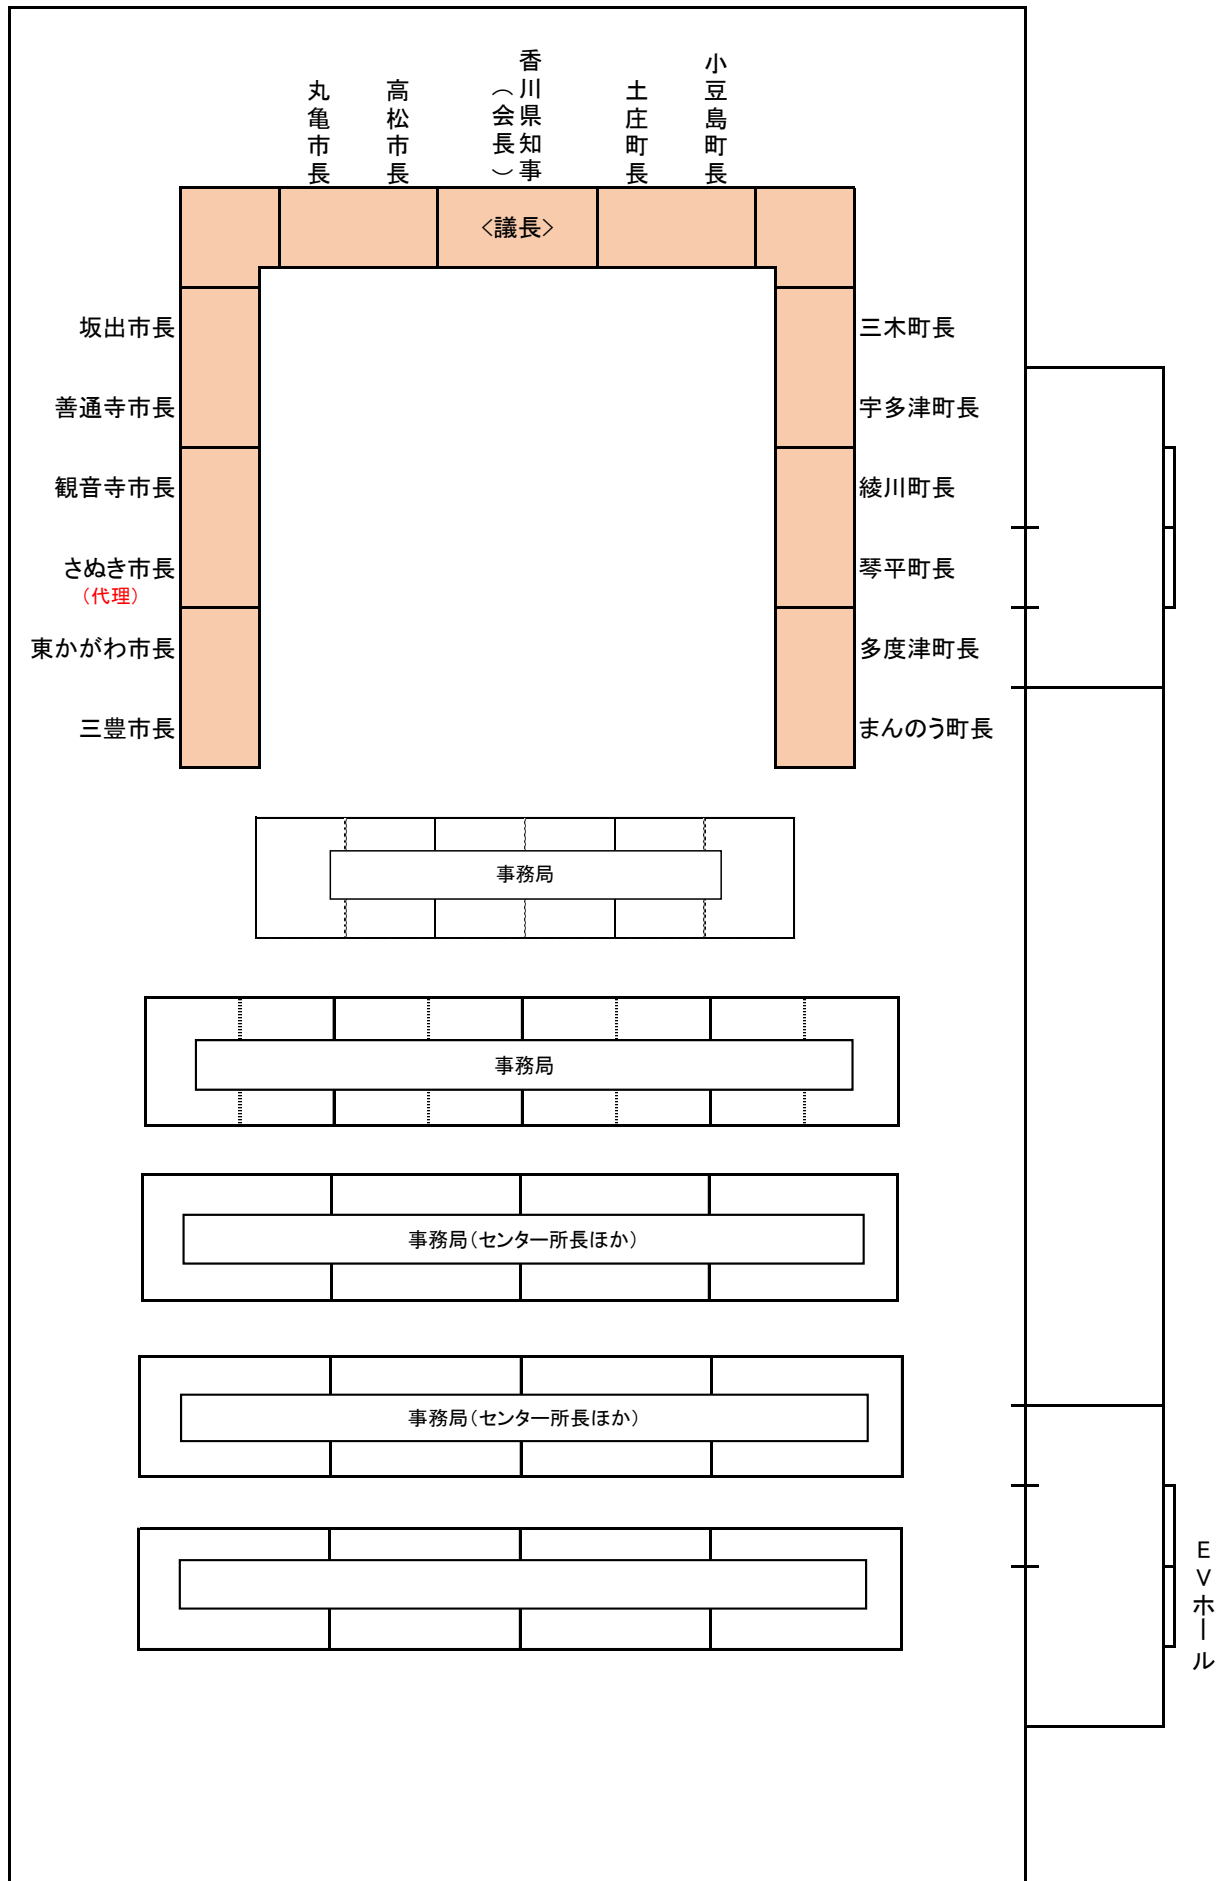 丸亀市長
高松市長
香川県知事
（会長）
土庄町長
小豆島町長
＜議長＞
坂出市長
善通寺市長
観音寺市長
さぬき市長
（代理）
東かがわ市長
三豊市長
三木町長
宇多津町長
綾川町長
琴平町長
多度津町長
まんのう町長
事務局
事務局
事務局（センター所長ほか）
事務局（センター所長ほか）
ＥＶホール